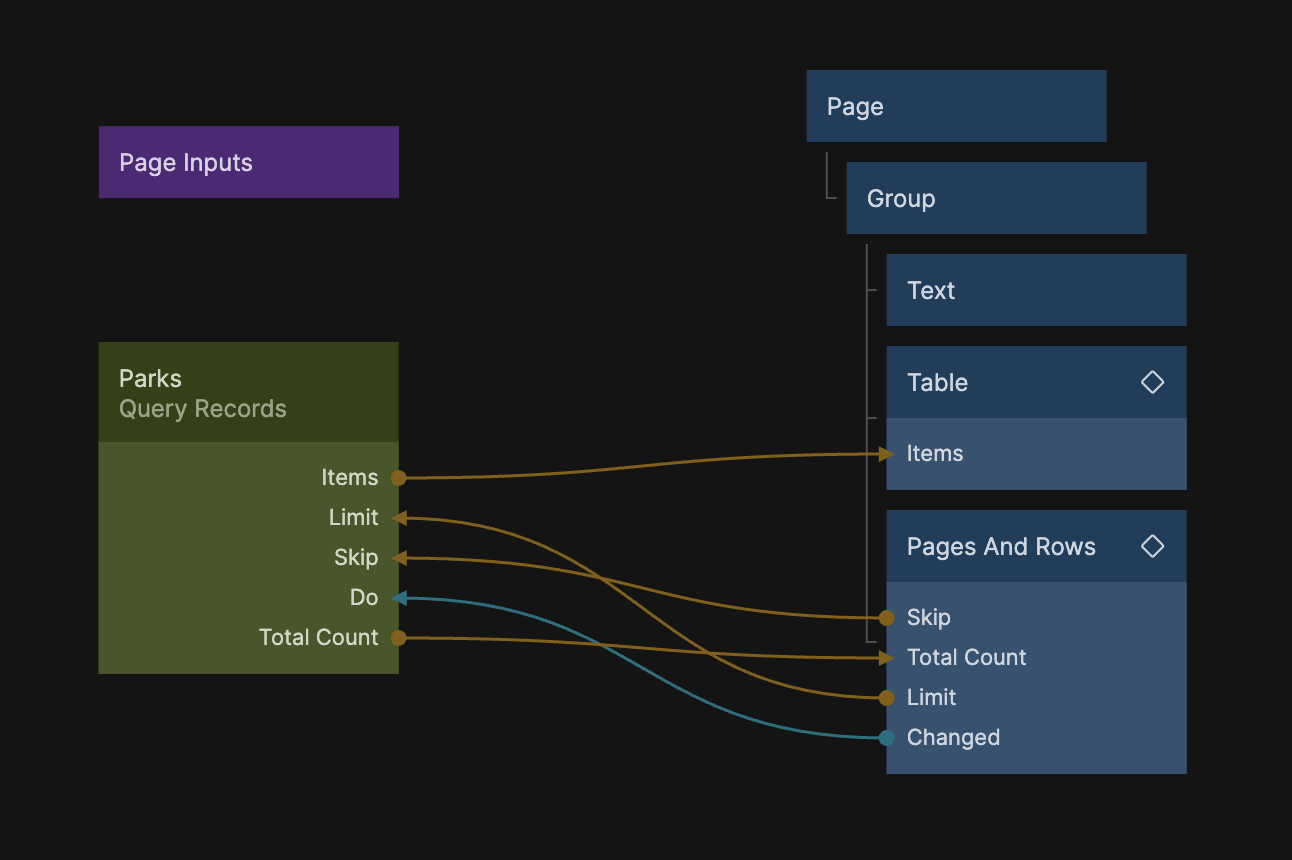 Page Inputs
Parks
Query Records
Items
Limit
Skip
Do
Total Count
Page
Group
Text
Table
Items
Pages And Rows
Skip
Total Count
Limit
Changed